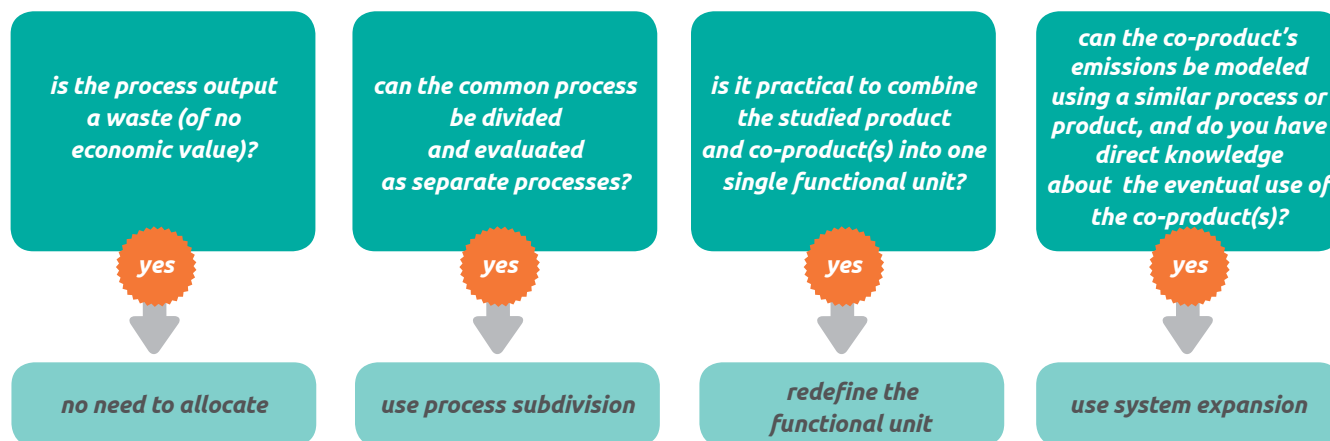 is the process output
a waste (of no
economic value)?
can the common process
be divided
and evaluated
as separate processes?
is it practical to combine
the studied product
and co-product(s) into one
single functional unit?
can the co-product’s
emissions be modeled
using a similar process or
product, and do you have
direct knowledge
about the eventual use of
the co-product(s)?
yes
yes
yes
yes
no need to allocate
use process subdivision
redefine the
functional unit
use system expansion